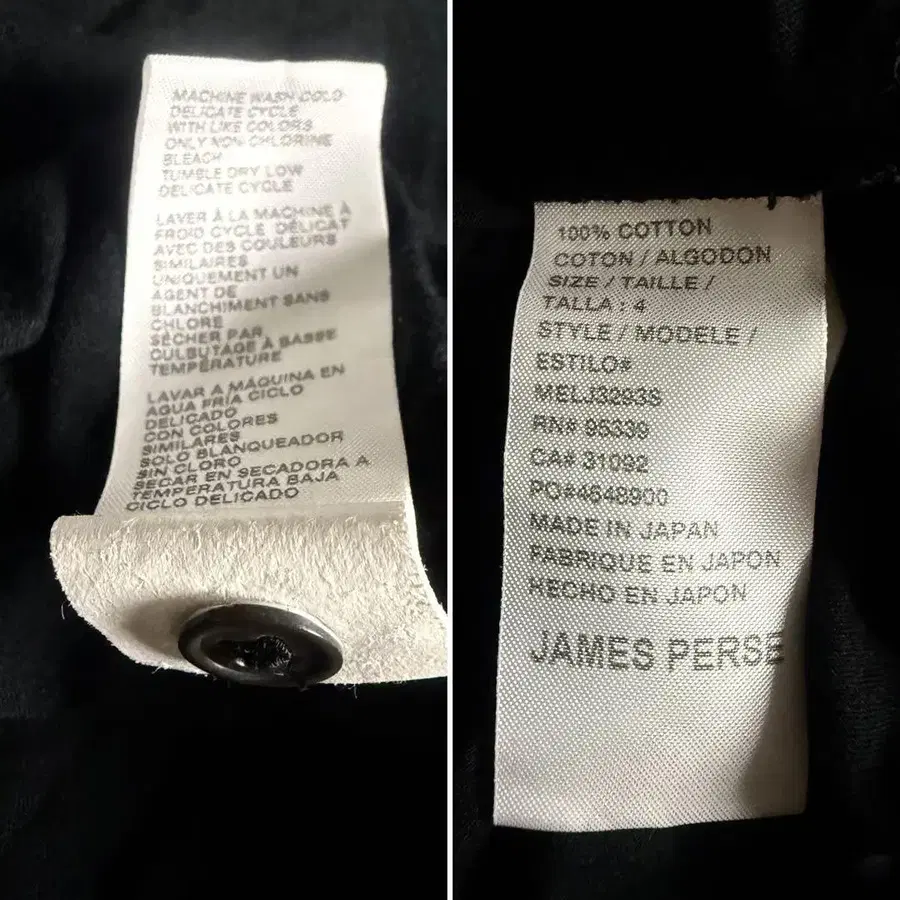 MACHINE WASH COLD
DELICATE CYCLE
WITH LIKE COLORS
ONLY NON-CHLORINE
BLEACH
TUMBLE DRY LOW
DELICATE CYCLE
LAVER À LA MACHINE À
FROID CYCLE DÉLICAT
AVEC DES COULEURS
SIMILAIRES
UNIQUEMENT UN
AGENT DE
BLANCHIMENT SANS
CHLORE
SÉCHER PAR
CULBUTAGE À BASSE
TEMPÉRATURE
LAVAR A MÁQUINA EN
AGUA FRÍA CICLO
DELICADO
CON COLORES
SIMILARES
SOLO BLANQUEADOR
SIN CLORO
SECAR EN SECADORA A
TEMPERATURA BAJA
CICLO DELICADO
100% COTTON
COTON / ALGODON
SIZE / TAILLE /
TALLA : 4
STYLE / MODELE /
ESTILO#
MELJ3293S
RN# 95339
CA# 31092
PO#4648900
MADE IN JAPAN
FABRIQUE EN JAPON
HECHO EN JAPON
JAMES PERSE